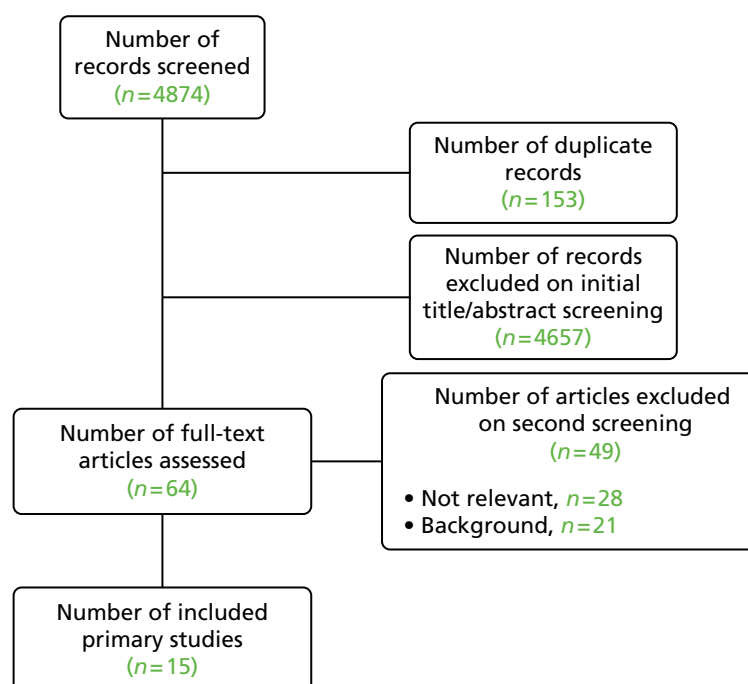 Number of
records screened
(n=4874)
Number of duplicate
records
(n=153)
Number of records
excluded on initial
title/abstract screening
(n=4657)
Number of full-text
articles assessed
(n=64)
Number of articles excluded
on second screening
(n=49)
• Not relevant, n=28
• Background, n=21
Number of included
primary studies
(n=15)